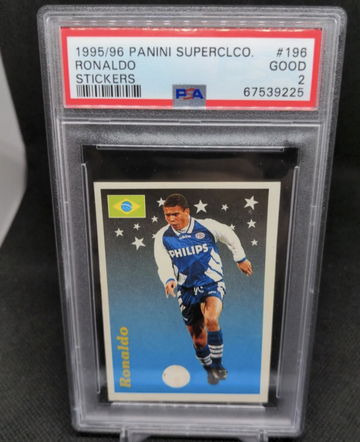 1995/96 PANINI SUPERCLCO. #196
RONALDO GOOD
STICKERS 2
PSA 67539225
PHILIPS
Ronaldo